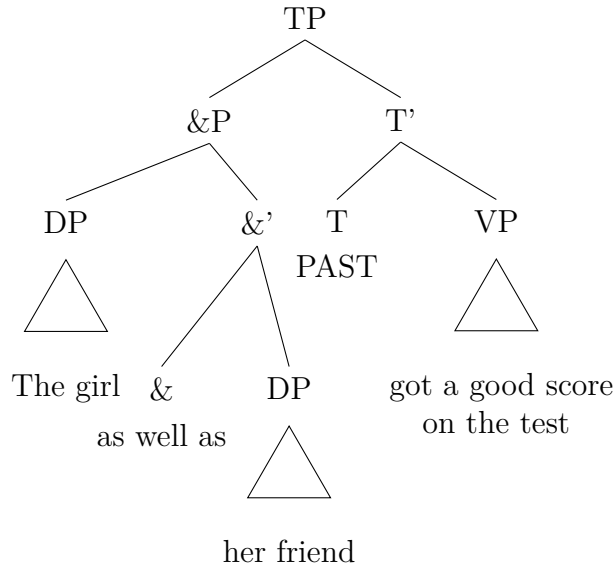 TP
&P T'
DP &' T VP
PAST
The girl & DP got a good score
as well as on the test
her friend